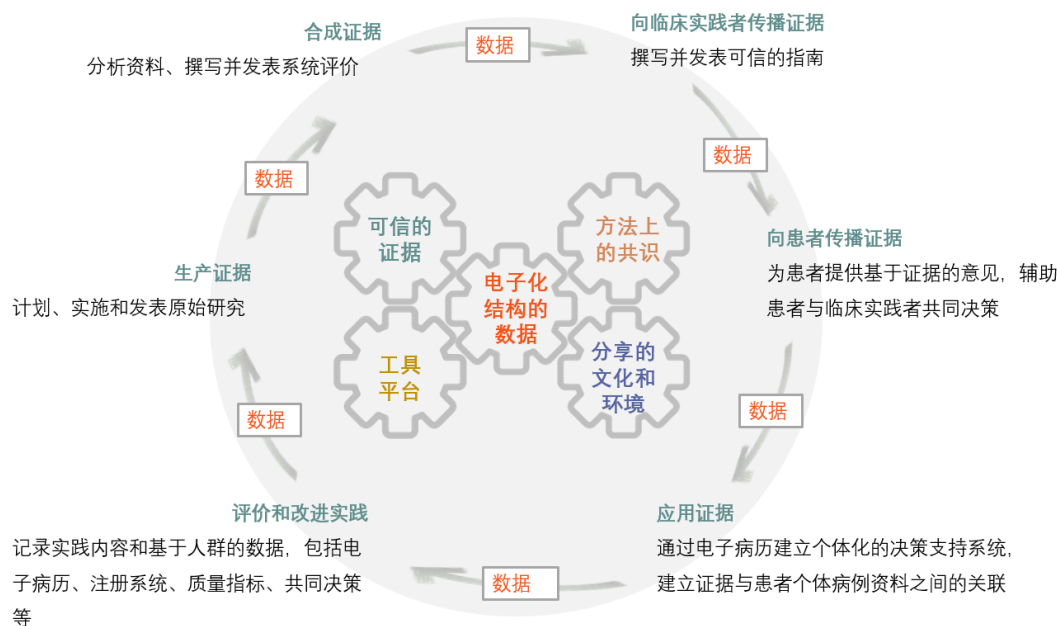 合成证据
分析资料、撰写并发表系统评价
数据
向临床实践者传播证据
撰写并发表可信的指南
数据
向患者传播证据
为患者提供基于证据的意见，辅助
患者与临床实践者共同决策
数据
应用证据
通过电子病历建立个体化的决策支持系统，
建立证据与患者个体病例资料之间的关联
数据
评价和改进实践
记录实践内容和基于人群的数据，包括电
子病历、注册系统、质量指标、共同决策
等
数据
生产证据
计划、实施和发表原始研究
数据
可信的
证据
方法上
的共识
电子化
结构的
数据
工具
平台
分享的
文化和
环境